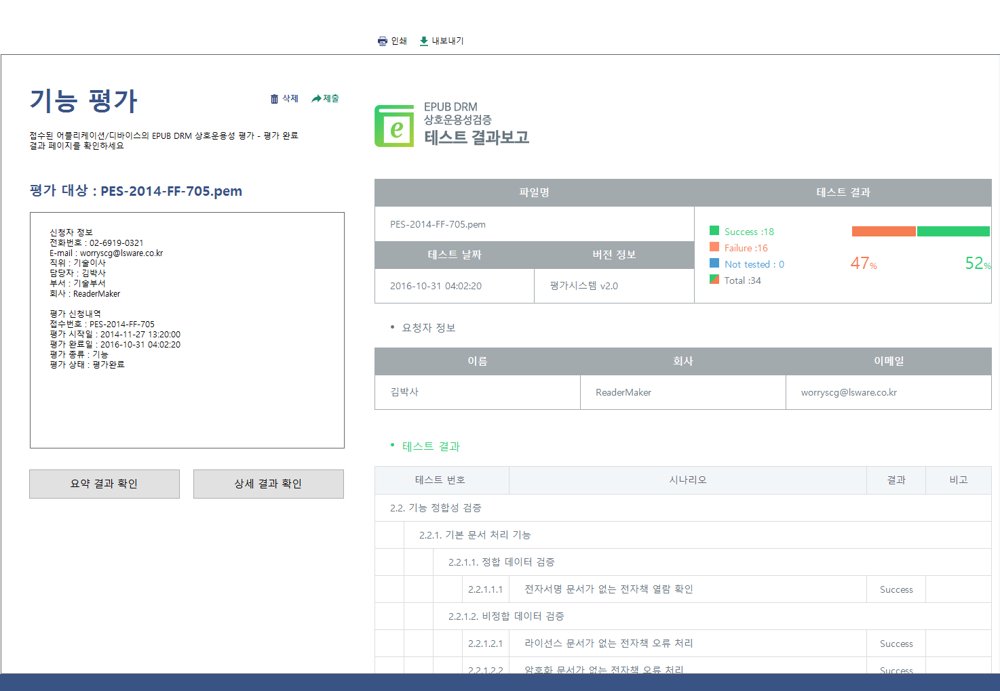 인쇄 내보내기
기능 평가
삭제 제출
접수된 어플리케이션/디바이스의 EPUB DRM 상호운용성 평가 - 평가 완료
결과 페이지를 확인하세요
평가 대상 : PES-2014-FF-705.pem
신청자 정보
전화번호 : 02-6919-0321
E-mail : worryscg@lsware.co.kr
직위 : 기술이사
담당자 : 김박사
부서 : 기술부서
회사 : ReaderMaker
평가 신청내역
접수번호 : PES-2014-FF-705
평가 시작일 : 2014-11-27 13:20:00
평가 완료일 : 2016-10-31 04:02:20
평가 종류 : 기능
평가 상태 : 평가완료
요약 결과 확인 상세 결과 확인
e
EPUB DRM
상호운용성검증
테스트 결과보고
파일명 테스트 결과
PES-2014-FF-705.pem
테스트 날짜 버전 정보
2016-10-31 04:02:20 평가시스템 v2.0
Success :18
Failure :16
Not tested : 0
Total :34
47% 52%
• 요청자 정보
이름 회사 이메일
김박사 ReaderMaker worryscg@lsware.co.kr
• 테스트 결과
테스트 번호 시나리오 결과 비고
2.2. 기능 정합성 검증
2.2.1. 기본 문서 처리 기능
2.2.1.1. 정합 데이터 검증
2.2.1.1.1 전자서명 문서가 없는 전자책 열람 확인 Success
2.2.1.2. 비정합 데이터 검증
2.2.1.2.1 라이선스 문서가 없는 전자책 오류 처리 Success
2.2.1.2.2 암호화 문서가 없는 전자책 오류 처리 Success